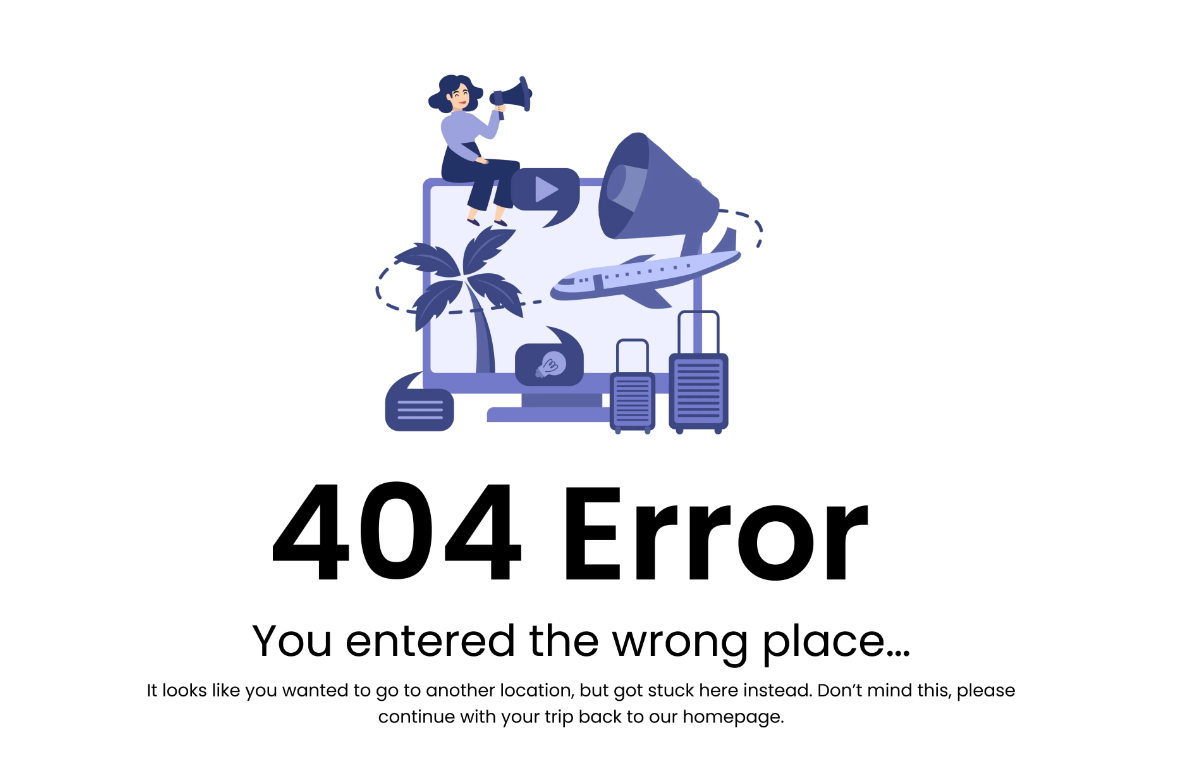 404 Error
You entered the wrong place...
It looks like you wanted to go to another location, but got stuck here instead. Don't mind this, please
continue with your trip back to our homepage.